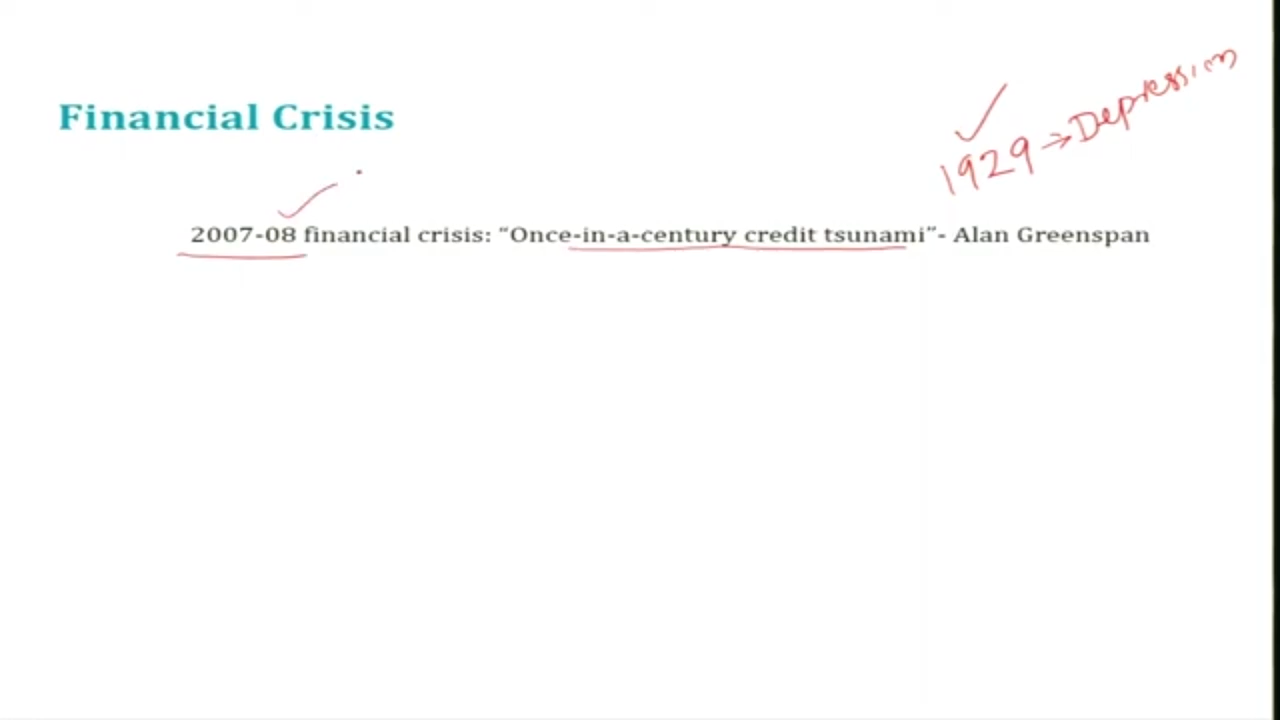 Financial Crisis
1929 → Depression
2007-08 financial crisis: “Once-in-a-century credit tsunami”- Alan Greenspan